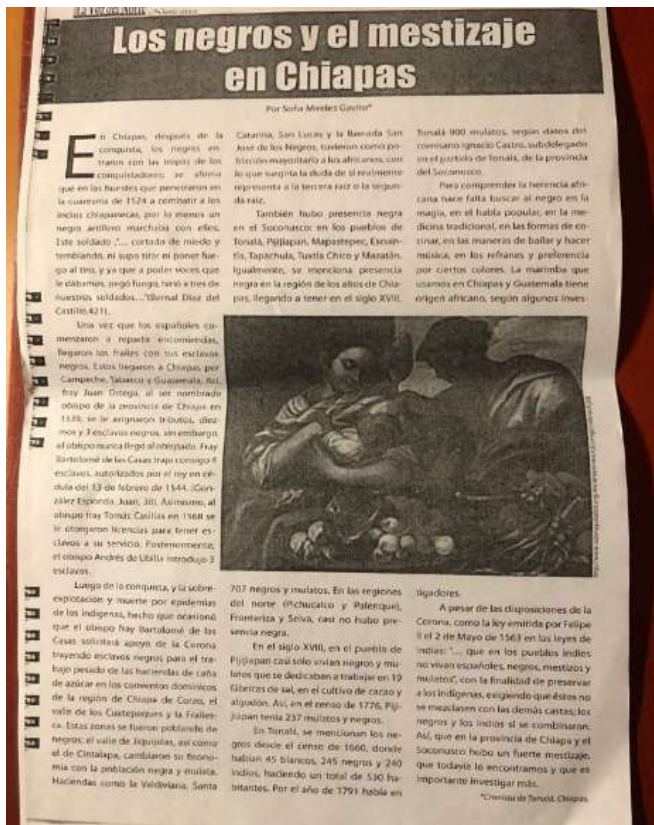 La Voz del Norte
Los negros y el mestizaje
en Chiapas
Por Sofía Mireles Gavito*
En Chiapas, después de la
conquista, los negros en-
traron con las tropas de los
conquistadores; se afirma
que en las huestes que penetraron en
la cuaresma de 1524 a combatir a los
indios chiapanecas, por lo menos un
negro artillero marchaba con ellos.
Este soldado ,"... cortada de miedo y
temblando, ni supo tirar ni poner fue-
go al tiro, y ya que a poder voces que
le dábamos, pegó fuego, hirió a tres de
nuestros soldados..."(Bernal Díaz del
Castillo,421).
Una vez que los españoles co-
menzaron a repartir encomiendas,
llegaron los frailes con sus esclavos
negros. Estos llegaron a Chiapas por
Campeche, Tabasco y Guatemala. Así,
fray Juan Ortega, al ser nombrado
obispo de la provincia de Chiapa en
1539, se le asignaron tributos, diez-
mos y 3 esclavos negros, sin embargo,
el obispo nunca llegó al obispado. Fray
Bartolomé de las Casas trajo consigo 4
esclavos, autorizados por el rey en cé-
dula del 13 de febrero de 1544. (Gon-
zález Esponda, Juan, 38). Asimismo, al
obispo fray Tomás Casillas en 1568 se
le otorgaron licencias para tener es-
clavos a su servicio. Posteriormente,
el obispo Andrés de Ubilla introdujo 3
esclavos.
Luego de la conquista, y la sobre-
explotación y muerte por epidemias
de los indígenas, hecho que ocasionó
que el obispo fray Bartolomé de las
Casas solicitará apoyo de la Corona
trayendo esclavos negros para el tra-
bajo pesado de las haciendas de caña
de azúcar en los conventos dominicos
de la región de Chiapa de Corzo, el
valle de los Cuxtepeques y la Frailes-
ca. Estas zonas se fueron poblando de
negros; el valle de Jiquipilas, así como
el de Cintalapa, cambiaron su econo-
mía con la población negra y mulata.
Haciendas como la Valdiviana, Santa
Catarina, San Lucas y la llamada San
José de los Negros, tuvieron como po-
blación mayoritaria a los africanos, con
lo que surgiría la duda de si realmente
representa a la tercera raíz o la segun-
da raíz.
También hubo presencia negra
en el Soconusco: en los pueblos de
Tonalá, Pijijiapan, Mapastepec, Escuin-
tla, Tapachula, Tuxtla Chico y Mazatán.
Igualmente, se menciona presencia
negra en la región de los altos de Chia-
pas, llegando a tener en el siglo XVIII,
707 negros y mulatos. En las regiones
del norte (Pichucalco y Palenque),
Fronteriza y Selva, casi no hubo pre-
sencia negra.
En el siglo XVIII, en el pueblo de
Pijijiapan casi sólo vivían negros y mu-
latos que se dedicaban a trabajar en 19
fábricas de sal, en el cultivo de cacao y
algodón. Así, en el censo de 1776, Piji-
jiapan tenía 237 mulatos y negros.
En Tonalá, se mencionan los ne-
gros desde el censo de 1660, donde
habían 45 blancos, 245 negros y 240
indios, haciendo un total de 530 ha-
bitantes. Por el año de 1791 había en
Tonalá 900 mulatos, según datos del
comisario Ignacio Castro, subdelegado
en el partido de Tonalá, de la provincia
del Soconusco.
Para comprender la herencia afri-
cana hace falta buscar al negro en la
magia, en el habla popular, en la me-
dicina tradicional, en las formas de co-
cinar, en las maneras de bailar y hacer
música, en los refranes y preferencia
por ciertos colores. La marimba que
usamos en Chiapas y Guatemala tiene
origen africano, según algunos inves-
tigadores.
A pesar de las disposiciones de la
Corona, como la ley emitida por Felipe
II el 2 de Mayo de 1563 en las leyes de
Indias: "... que en los pueblos indios
no vivan españoles, negros, mestizos y
mulatos", con la finalidad de preservar
a los indígenas, exigiendo que éstos no
se mezclasen con las demás castas; los
negros y los indios sí se combinaron.
Así, que en la provincia de Chiapa y el
Soconusco hubo un fuerte mestizaje,
que todavía lo encontramos y que es
importante investigar más.
*Cronista de Tonalá, Chiapas.